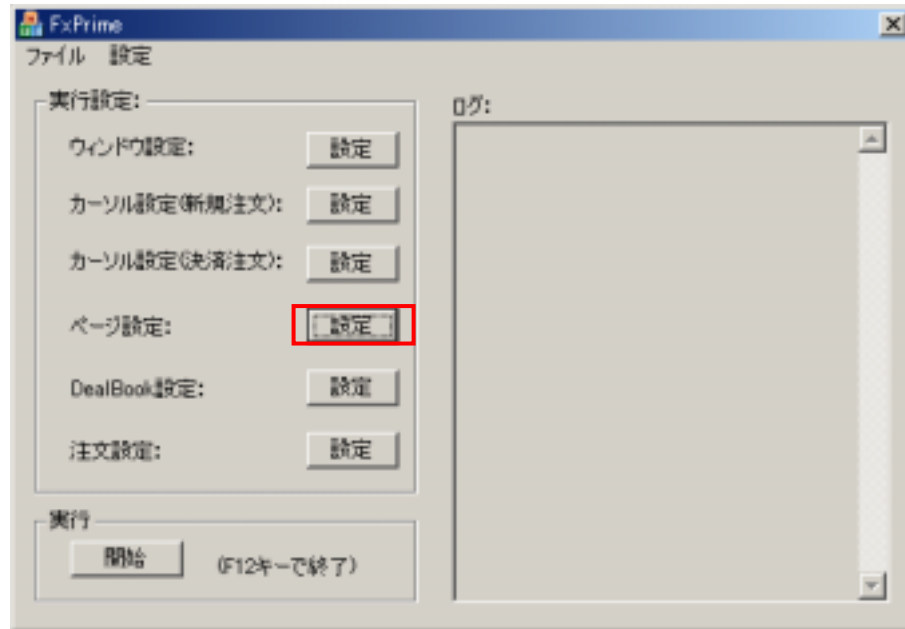 FxPrime
ファイル 設定
実行設定:
ウィンドウ設定: 設定
カーソル設定(新規注文): 設定
カーソル設定(決済注文): 設定
ページ設定: 設定
DealBook設定: 設定
注文設定: 設定
実行
開始 (F12キーで終了)
ログ: